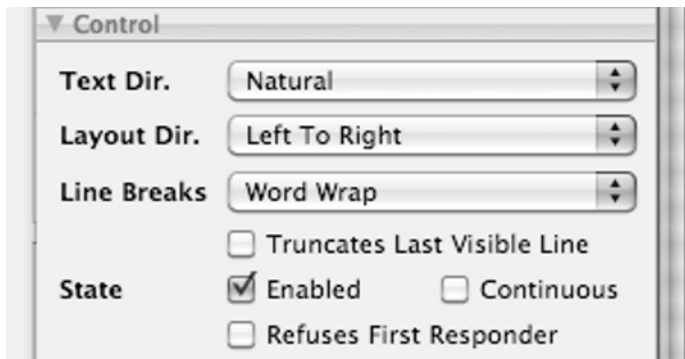 Control
Text Dir. Natural
Layout Dir. Left To Right
Line Breaks Word Wrap
Truncates Last Visible Line
State Enabled Continuous
Refuses First Responder